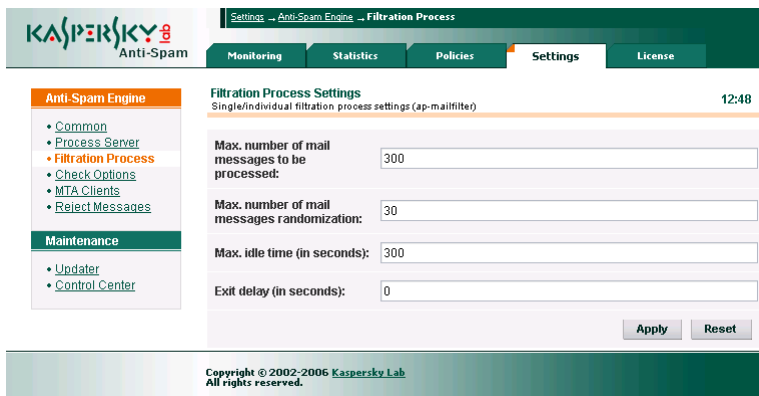 KASPERSKY lab
Anti-Spam
Settings → Anti-Spam Engine → Filtration Process
Monitoring
Statistics
Policies
Settings
License
Anti-Spam Engine
• Common
• Process Server
• Filtration Process
• Check Options
• MTA Clients
• Reject Messages
Maintenance
• Updater
• Control Center
Filtration Process Settings
Single/individual filtration process settings (ap-mailfilter)
12:48
Max. number of mail
messages to be
processed:
300
Max. number of mail
messages randomization:
30
Max. idle time (in seconds):
300
Exit delay (in seconds):
0
Apply
Reset
Copyright © 2002-2006 Kaspersky Lab
All rights reserved.